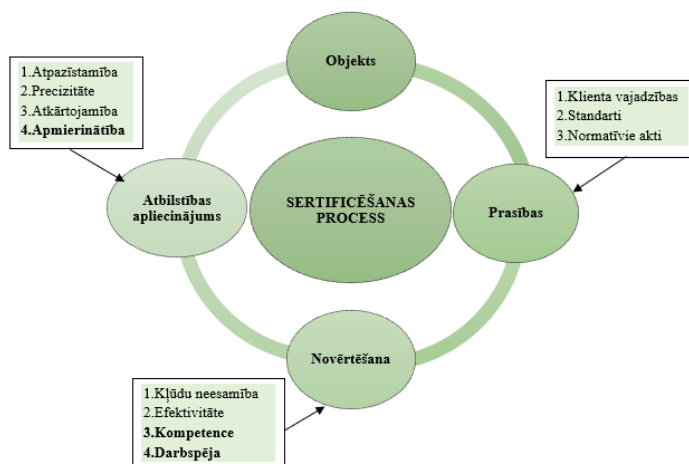 Objekts
1.Atpazīstamība
2.Precizitāte
3.Atkārtojamība
4.Apmierinātība
1.Klienta vajadzības
2.Standarti
3.Normatīvie akti
Atbilstības
apliecinājums
SERTIFICĒŠANAS
PROCESS
Prasības
Novērtēšana
1.Kļūdu neesamība
2.Efektivitāte
3.Kompetence
4.Darbspēja